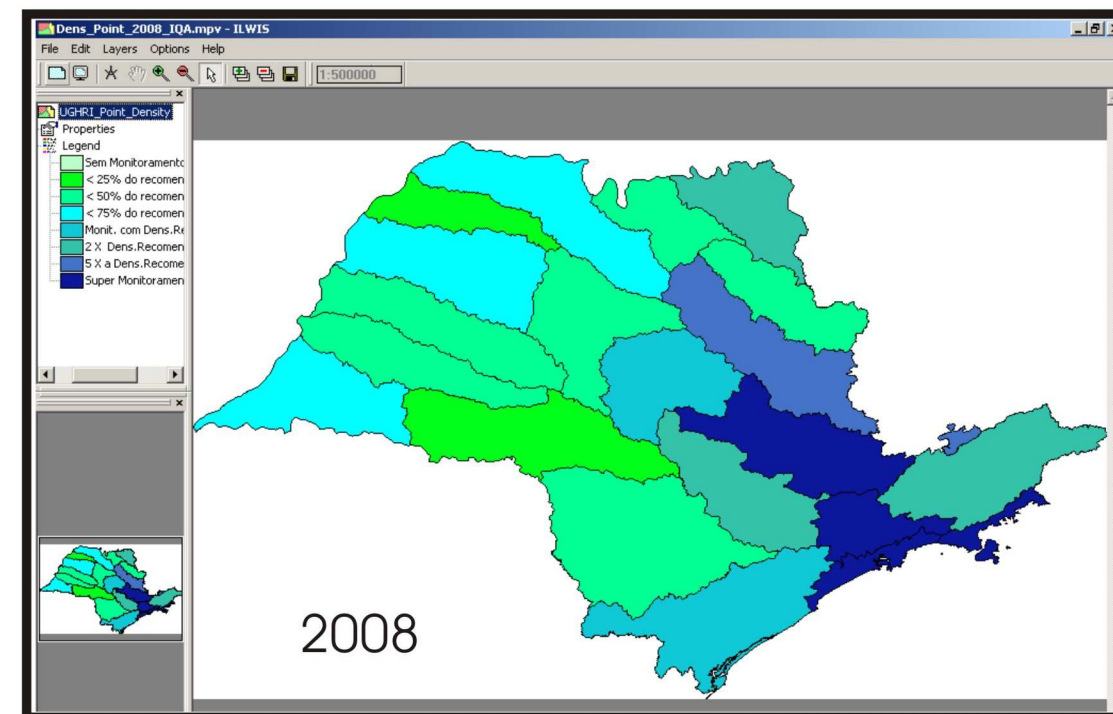 Dens_Point_2008_IQA.mpv - ILWIS
File Edit Layers Options Help
1:500000
UGHRI_Point_Density
Properties
Legend
Sem Monitoramento
< 25% do recomen
< 50% do recomen
< 75% do recomen
Monit. com Dens.Re
2 X Dens.Recomen
5 X a Dens.Recome
Super Monitoramen
2008